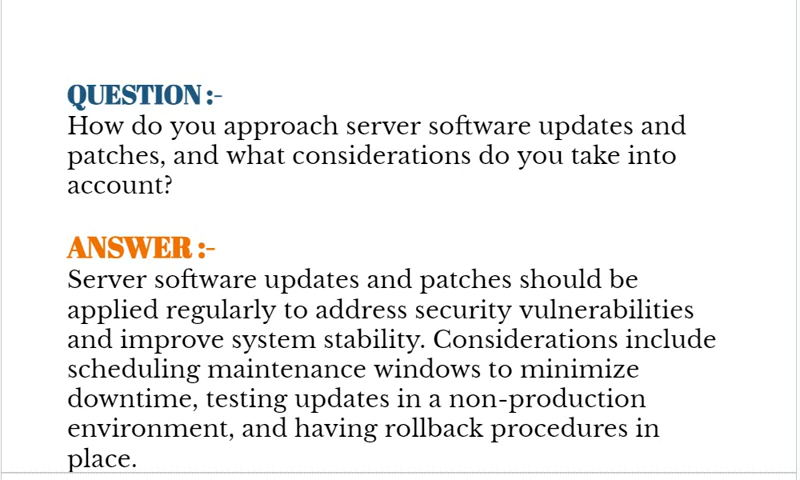 QUESTION :-
How do you approach server software updates and
patches, and what considerations do you take into
account?
ANSWER :-
Server software updates and patches should be
applied regularly to address security vulnerabilities
and improve system stability. Considerations include
scheduling maintenance windows to minimize
downtime, testing updates in a non-production
environment, and having rollback procedures in
place.